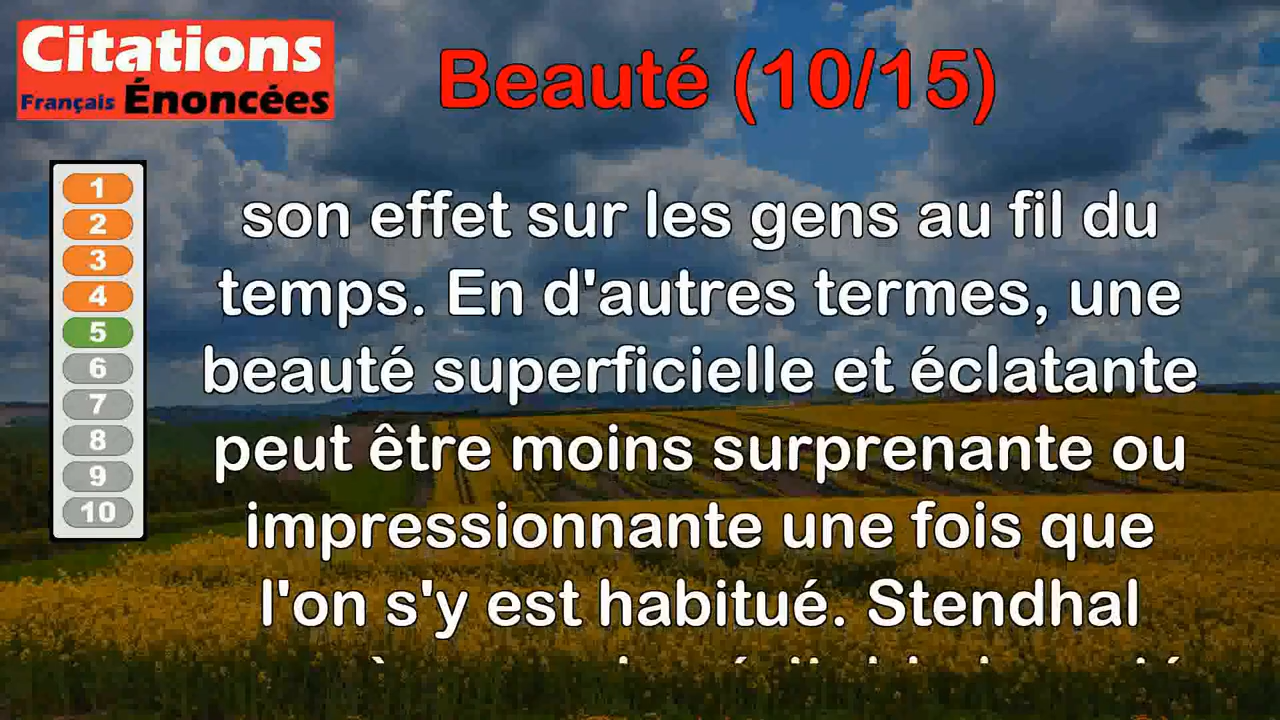 Citations
Français Énoncées
Beauté (10/15)
1
2
3
4
5
6
7
8
9
10
son effet sur les gens au fil du
temps. En d'autres termes, une
beauté superficielle et éclatante
peut être moins surprenante ou
impressionnante une fois que
l'on s'y est habitué. Stendhal